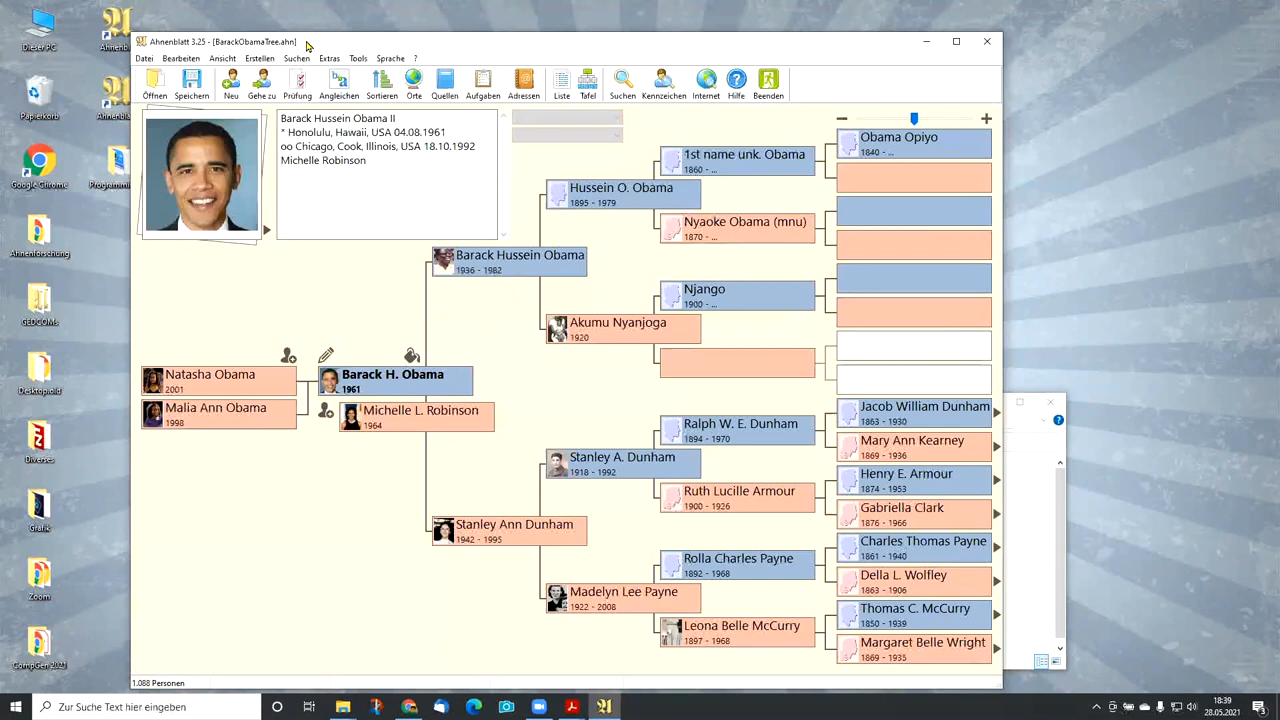 Dieser PC
Ahnenb
Papierkorb
Ahnenbl
Google Chrome
Programmi
Ahnenforschung
GEDCOMs
Desktopold
Diverses
Grafik
Zoom
CompGen 2021
Ahnenblatt 3.25 - [BarackObamaTree.ahn]
Datei Bearbeiten Ansicht Erstellen Suchen Extras Tools Sprache ?
Öffnen Speichern Neu Gehe zu Prüfung Angleichen Sortieren Orte Quellen Aufgaben Adressen Liste Tafel Suchen Kennzeichen Internet Hilfe Beenden
Barack Hussein Obama II
* Honolulu, Hawaii, USA 04.08.1961
oo Chicago, Cook, Illinois, USA 18.10.1992
Michelle Robinson
Natasha Obama
2001
Malia Ann Obama
1998
Barack H. Obama
1961
Michelle L. Robinson
1964
Barack Hussein Obama
1936 - 1982
Stanley Ann Dunham
1942 - 1995
Hussein O. Obama
1895 - 1979
Akumu Nyanjoga
1920
Stanley A. Dunham
1918 - 1992
Madelyn Lee Payne
1922 - 2008
1st name unk. Obama
1860 - ...
Nyaoke Obama (mnu)
1870 - ...
Njango
1900 - ...
Ralph W. E. Dunham
1894 - 1970
Ruth Lucille Armour
1900 - 1926
Rolla Charles Payne
1892 - 1968
Leona Belle McCurry
1897 - 1968
Obama Opiyo
1840 - ...
Jacob William Dunham
1863 - 1930
Mary Ann Kearney
1869 - 1936
Henry E. Armour
1874 - 1953
Gabriella Clark
1876 - 1966
Charles Thomas Payne
1861 - 1940
Della L. Wolfley
1863 - 1906
Thomas C. McCurry
1850 - 1939
Margaret Belle Wright
1869 - 1935
1.088 Personen
Zur Suche Text hier eingeben
18:39
28.05.2021